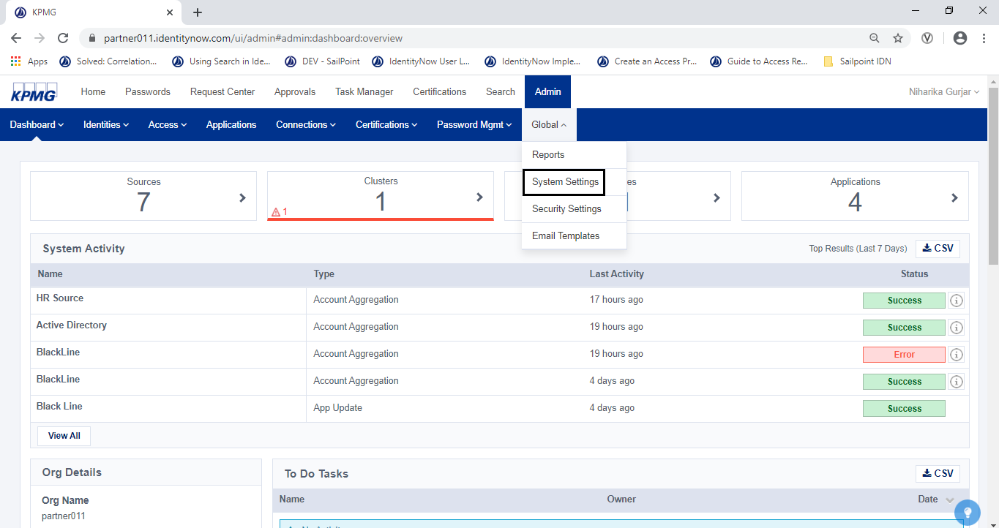 KPMG
partner011.identitynow.com/ui/admin#admin:dashboard:overview
Apps Solved: Correlation... Using Search in Ide... DEV - SailPoint IdentityNow User L... IdentityNow Imple... Create an Access Pr... Guide to Access Re... Sailpoint IDN
KPMG Home Passwords Request Center Approvals Task Manager Certifications Search Admin Niharika Gurjar
Dashboard Identities Access Applications Connections Certifications Password Mgmt Global
Reports
System Settings
Security Settings
Email Templates
Sources
7
Clusters
1
1
es
Applications
4
System Activity Top Results (Last 7 Days) CSV
Name Type Last Activity Status
HR Source Account Aggregation 17 hours ago Success
Active Directory Account Aggregation 19 hours ago Success
BlackLine Account Aggregation 19 hours ago Error
BlackLine Account Aggregation 4 days ago Success
Black Line App Update 4 days ago Success
View All
Org Details
Org Name
partner011
To Do Tasks CSV
Name Owner Date